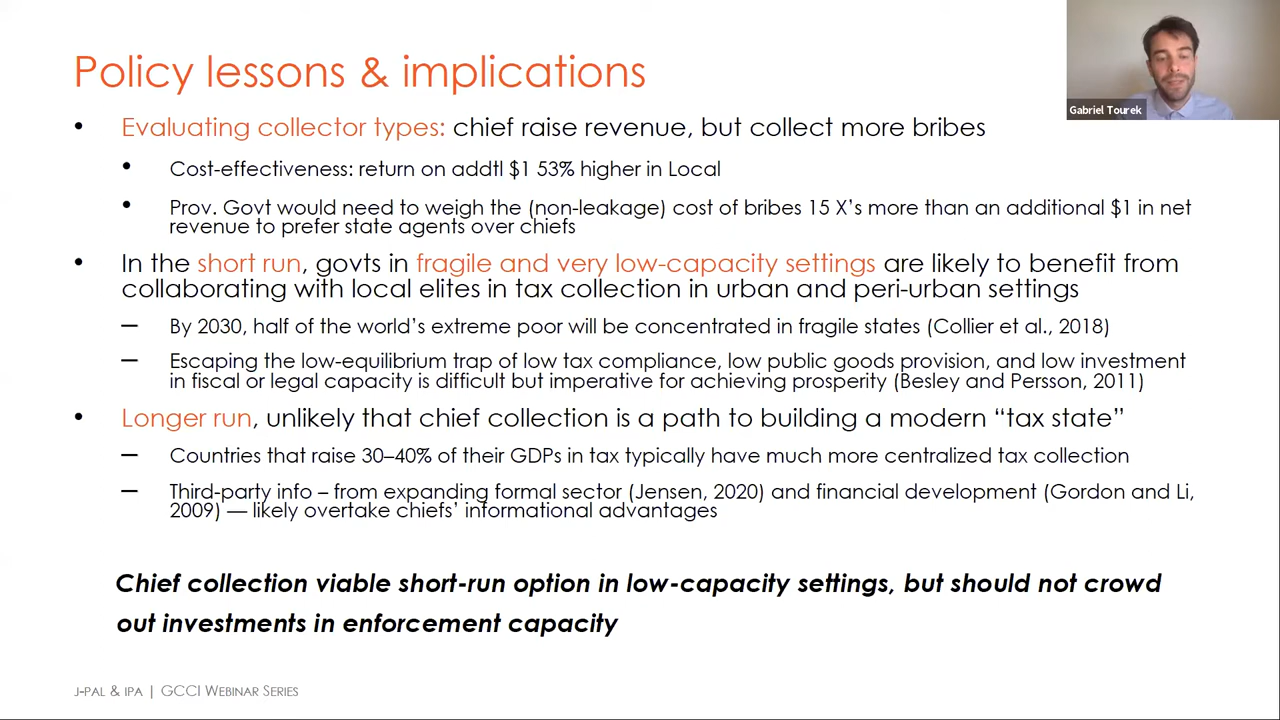 Policy lessons & implications
Gabriel Tourek
• Evaluating collector types: chief raise revenue, but collect more bribes
• Cost-effectiveness: return on addtl $1 53% higher in Local
• Prov. Govt would need to weigh the (non-leakage) cost of bribes 15 X’s more than an additional $1 in net
revenue to prefer state agents over chiefs
• In the short run, govts in fragile and very low-capacity settings are likely to benefit from
collaborating with local elites in tax collection in urban and peri-urban settings
— By 2030, half of the world’s extreme poor will be concentrated in fragile states (Collier et al., 2018)
— Escaping the low-equilibrium trap of low tax compliance, low public goods provision, and low investment
in fiscal or legal capacity is difficult but imperative for achieving prosperity (Besley and Persson, 2011)
• Longer run, unlikely that chief collection is a path to building a modern “tax state”
— Countries that raise 30–40% of their GDPs in tax typically have much more centralized tax collection
— Third-party info – from expanding formal sector (Jensen, 2020) and financial development (Gordon and Li,
2009) — likely overtake chiefs’ informational advantages
Chief collection viable short-run option in low-capacity settings, but should not crowd
out investments in enforcement capacity
J-PAL & IPA | GCCI Webinar Series